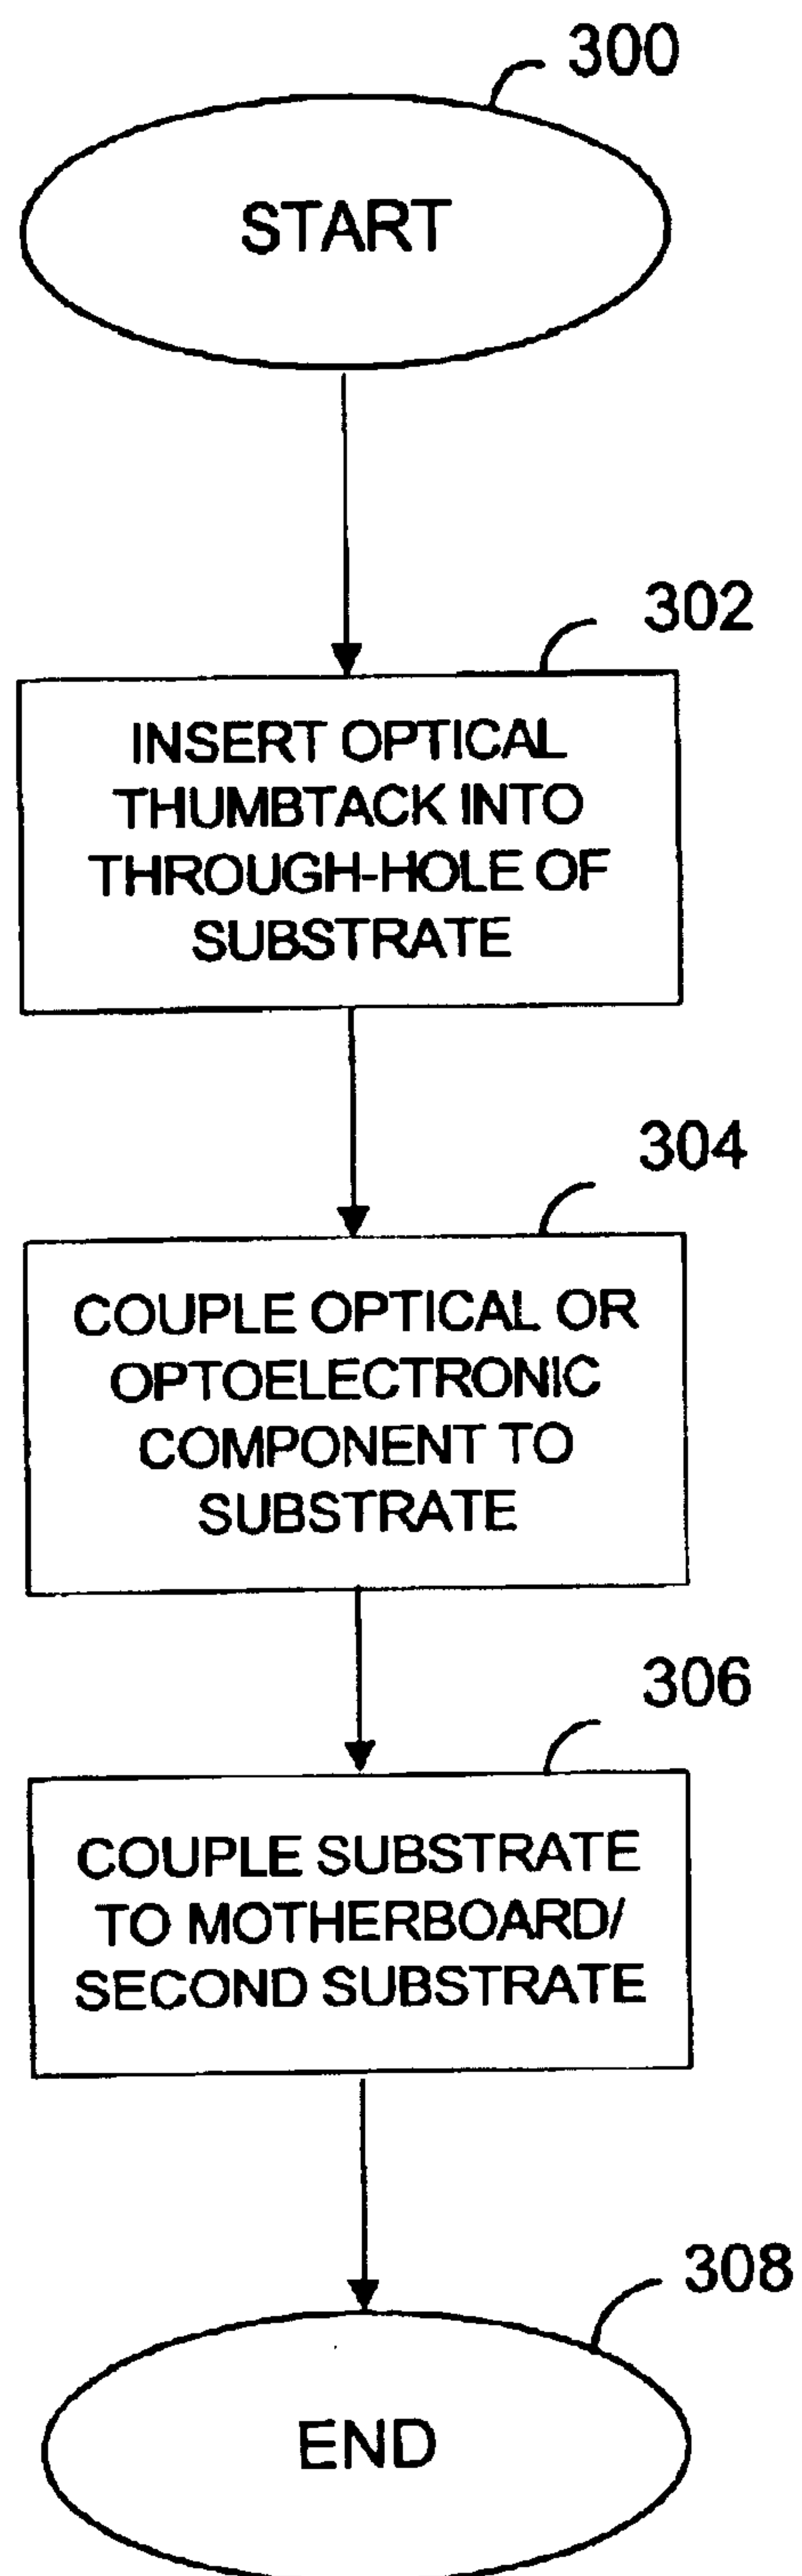 300
START
302
INSERT OPTICAL
THUMBTACK INTO
THROUGH-HOLE OF
SUBSTRATE
304
COUPLE OPTICAL OR
OPTOELECTRONIC
COMPONENT TO
SUBSTRATE
306
COUPLE SUBSTRATE
TO MOTHERBOARD/
SECOND SUBSTRATE
308
END